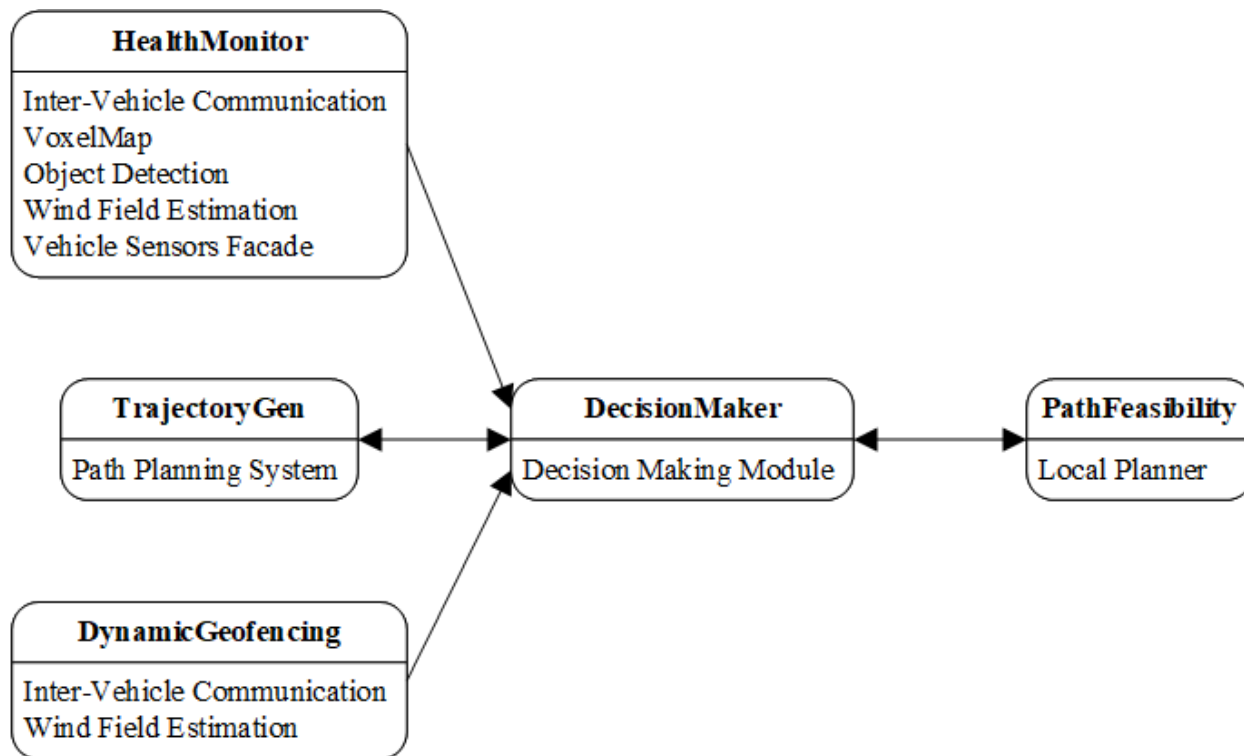 HealthMonitor
Inter-Vehicle Communication
VoxelMap
Object Detection
Wind Field Estimation
Vehicle Sensors Facade
TrajectoryGen
Path Planning System
DecisionMaker
Decision Making Module
PathFeasibility
Local Planner
DynamicGeofencing
Inter-Vehicle Communication
Wind Field Estimation